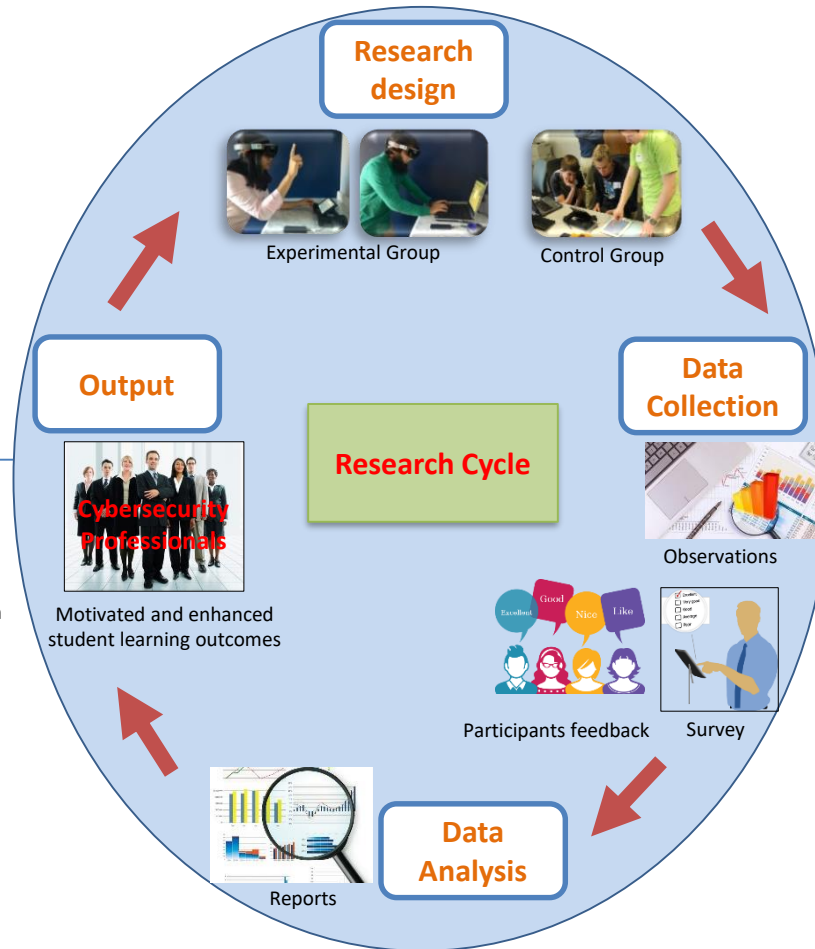 Research
design
Experimental Group
Control Group
Output
Data
Collection
Research Cycle
Cybersecurity
Professionals
Observations
Motivated and enhanced
student learning outcomes
Excellent
Good
Nice
Like
Participants feedback
Survey
Data
Analysis
Reports